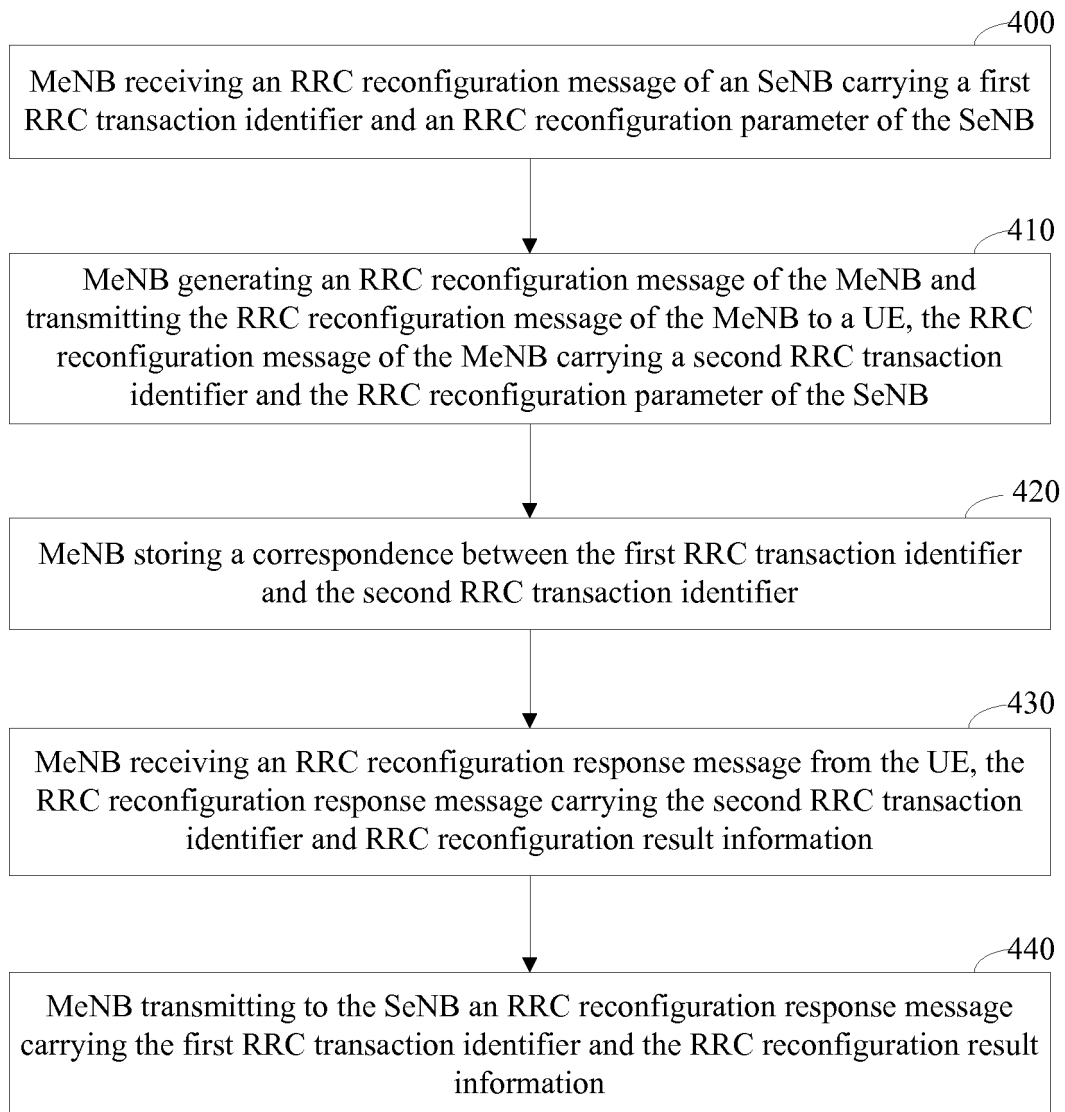 400
MeNB receiving an RRC reconfiguration message of an SeNB carrying a first
RRC transaction identifier and an RRC reconfiguration parameter of the SeNB
410
MeNB generating an RRC reconfiguration message of the MeNB and
transmitting the RRC reconfiguration message of the MeNB to a UE, the RRC
reconfiguration message of the MeNB carrying a second RRC transaction
identifier and the RRC reconfiguration parameter of the SeNB
420
MeNB storing a correspondence between the first RRC transaction identifier
and the second RRC transaction identifier
430
MeNB receiving an RRC reconfiguration response message from the UE, the
RRC reconfiguration response message carrying the second RRC transaction
identifier and RRC reconfiguration result information
440
MeNB transmitting to the SeNB an RRC reconfiguration response message
carrying the first RRC transaction identifier and the RRC reconfiguration result
information